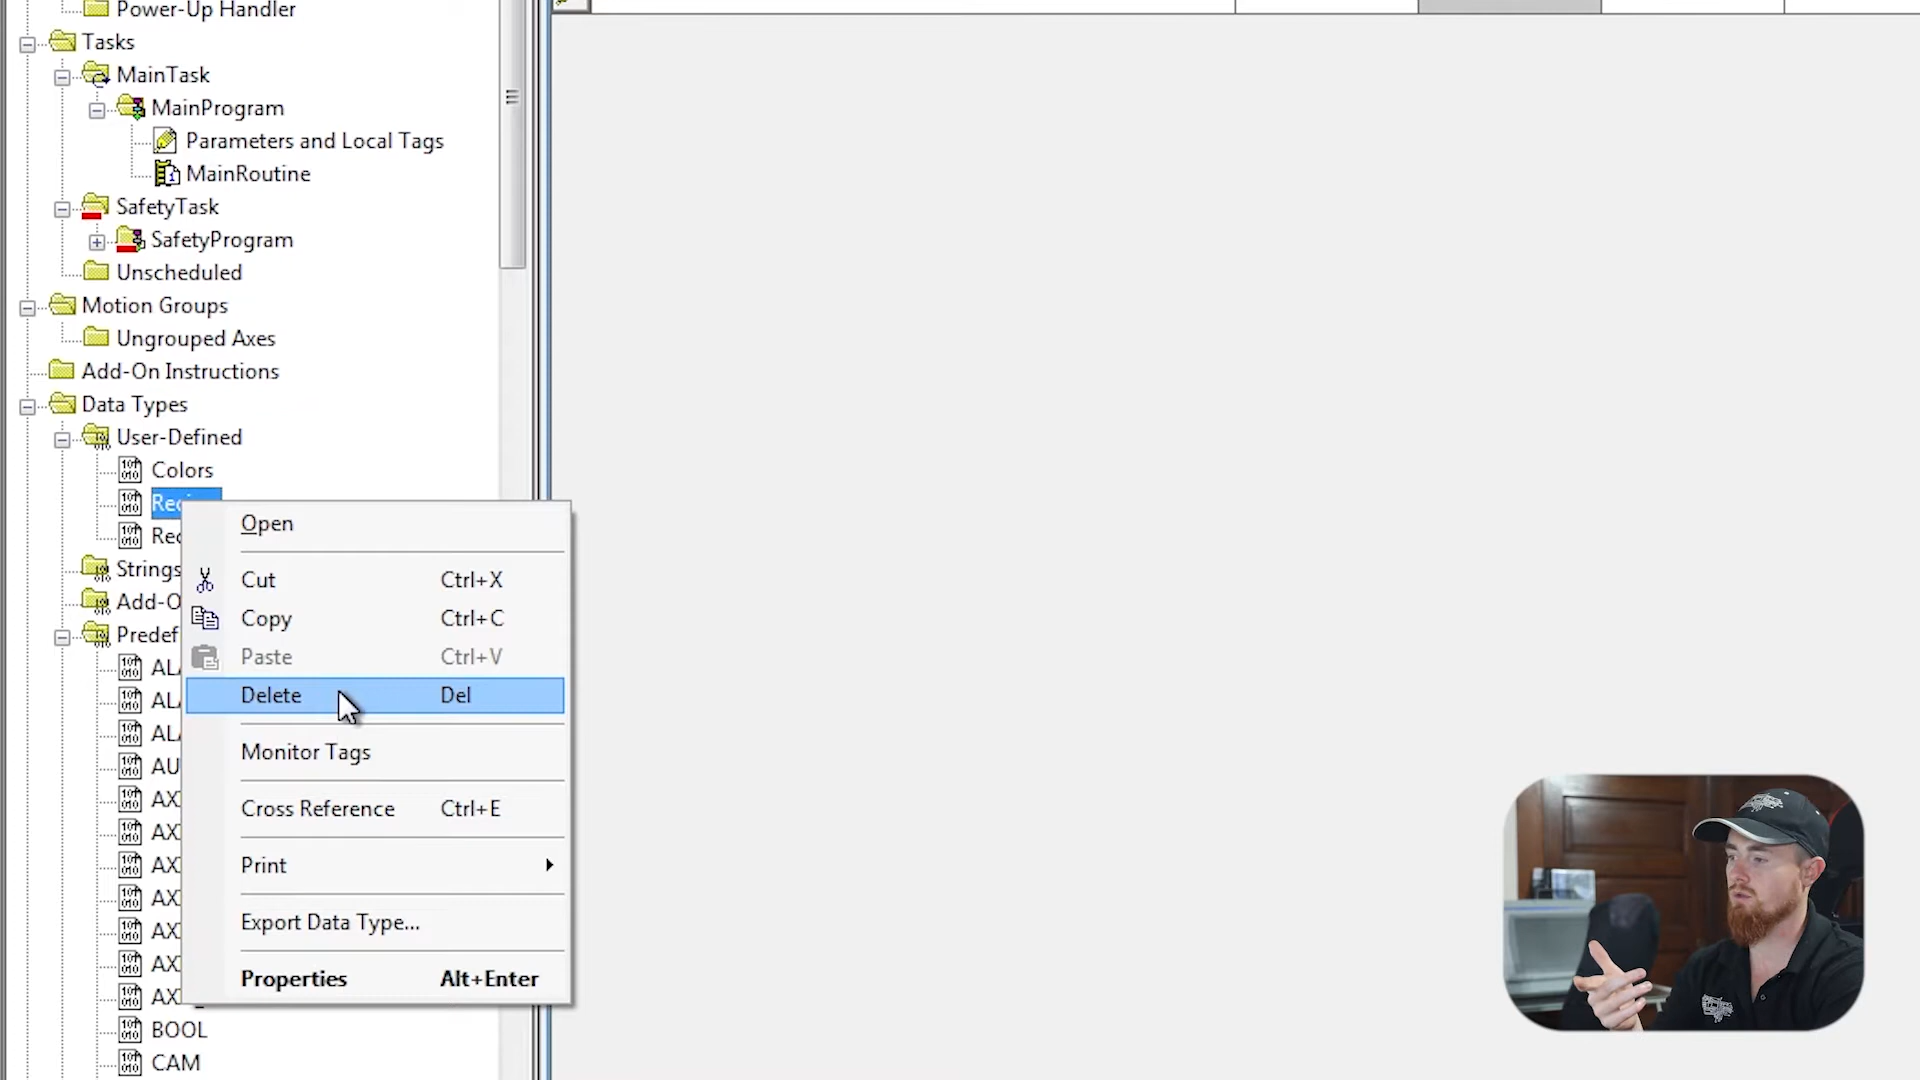 Power-Up Handler
Tasks
MainTask
MainProgram
Parameters and Local Tags
MainRoutine
SafetyTask
SafetyProgram
Unscheduled
Motion Groups
Ungrouped Axes
Add-On Instructions
Data Types
User-Defined
Colors
Open
Cut Ctrl+X
Strings
Copy Ctrl+C
Paste Ctrl+V
Delete Del
Monitor Tags
Cross Reference Ctrl+E
Print
Export Data Type...
Properties Alt+Enter
BOOL
CAM